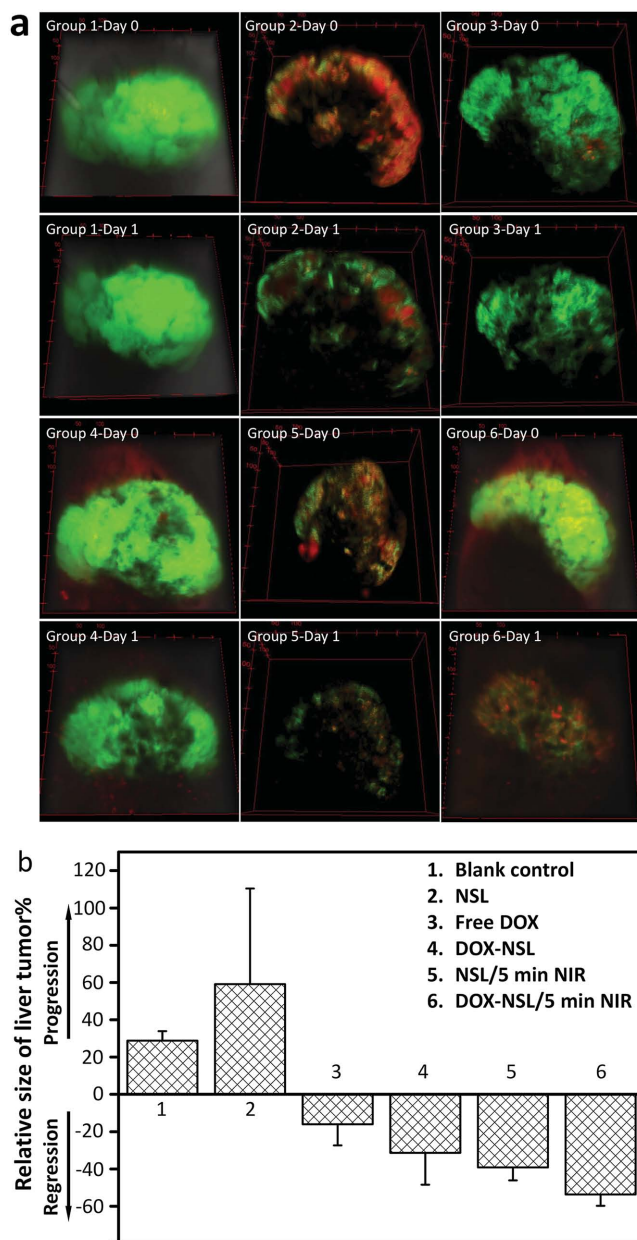 a
Group 1-Day 0
Group 2-Day 0
Group 3-Day 0
Group 1-Day 1
Group 2-Day 1
Group 3-Day 1
Group 4-Day 0
Group 5-Day 0
Group 6-Day 0
Group 4-Day 1
Group 5-Day 1
Group 6-Day 1
b
Relative size of liver tumor%
Progression
Regression
120
100
80
60
40
20
0
-20
-40
-60
1
2
3
4
5
6
1. Blank control
2. NSL
3. Free DOX
4. DOX-NSL
5. NSL/5 min NIR
6. DOX-NSL/5 min NIR